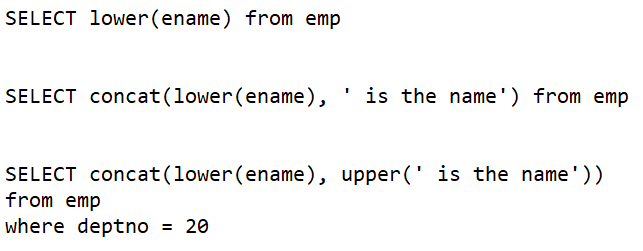 SELECT lower(ename) from emp
SELECT concat(lower(ename), ' is the name') from emp
SELECT concat(lower(ename), upper(' is the name'))
from emp
where deptno = 20